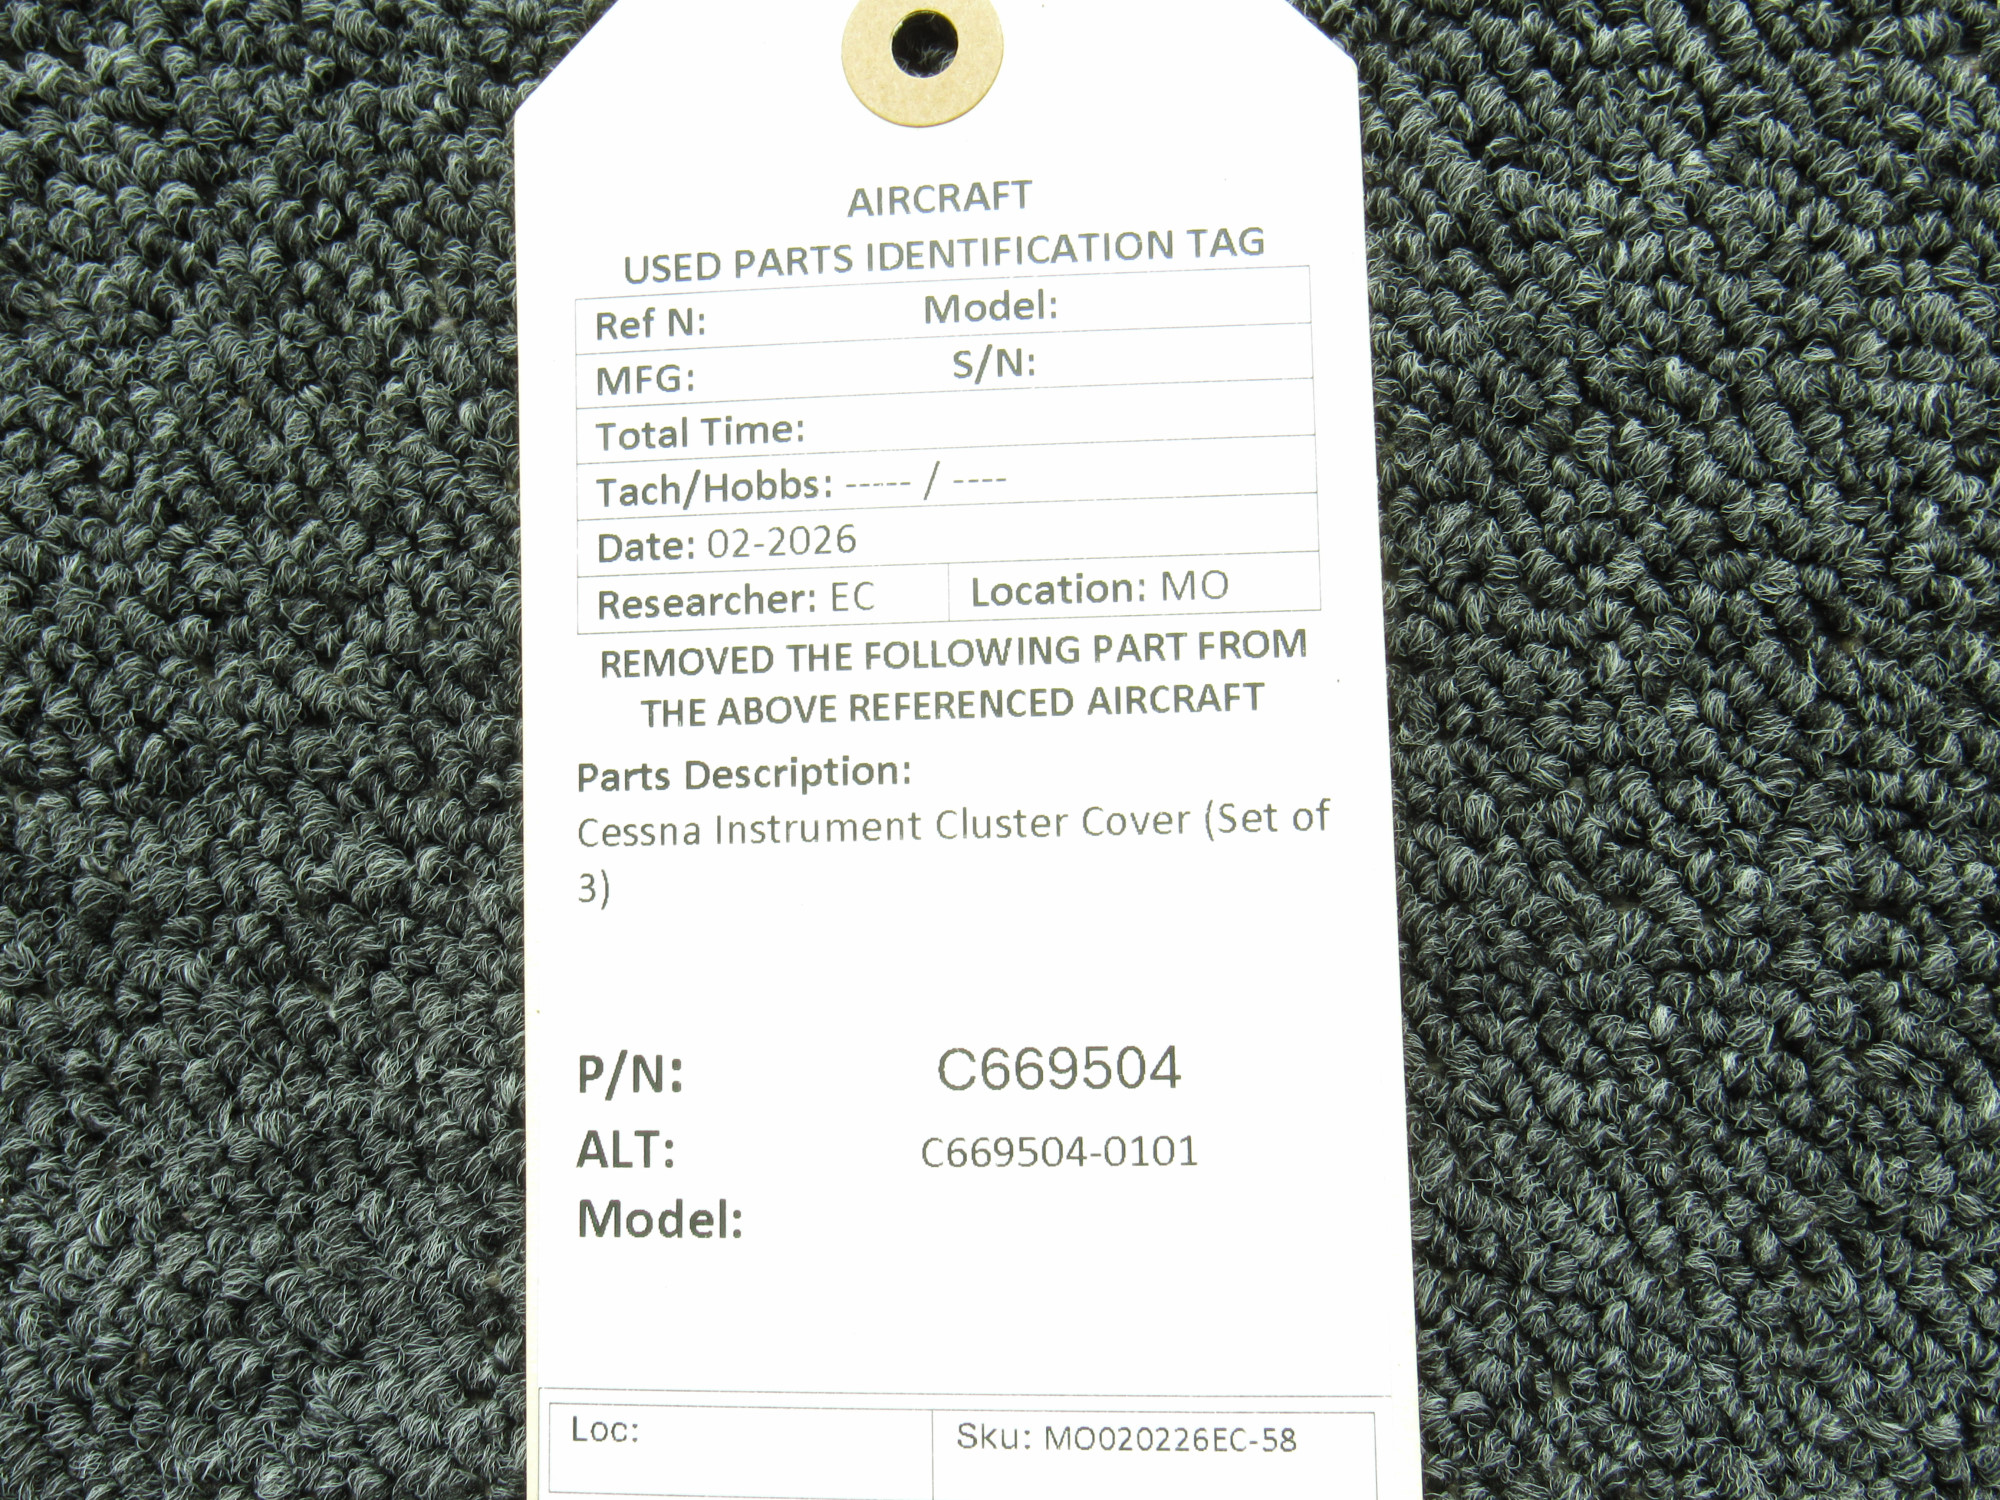 AIRCRAFT
USED PARTS IDENTIFICATION TAG
Ref N: Model:
MFG: S/N:
Total Time:
Tach/Hobbs: ----- / ----
Date: 02-2026
Researcher: EC Location: MO
REMOVED THE FOLLOWING PART FROM
THE ABOVE REFERENCED AIRCRAFT
Parts Description:
Cessna Instrument Cluster Cover (Set of
3)
P/N: C669504
ALT: C669504-0101
Model:
Loc: Sku: MO020226EC-58